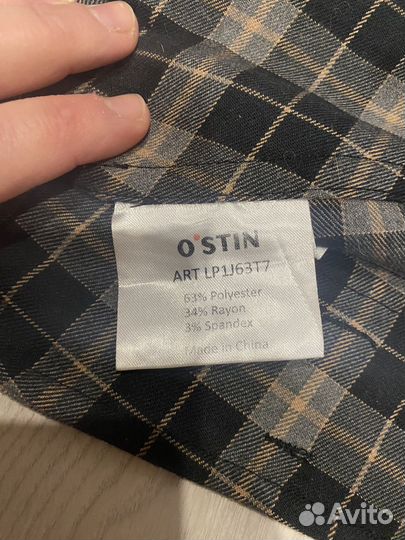 O'STIN
ART LP1J63T7
63% Polyester
34% Rayon
3% Spandex
Made in China
Avito